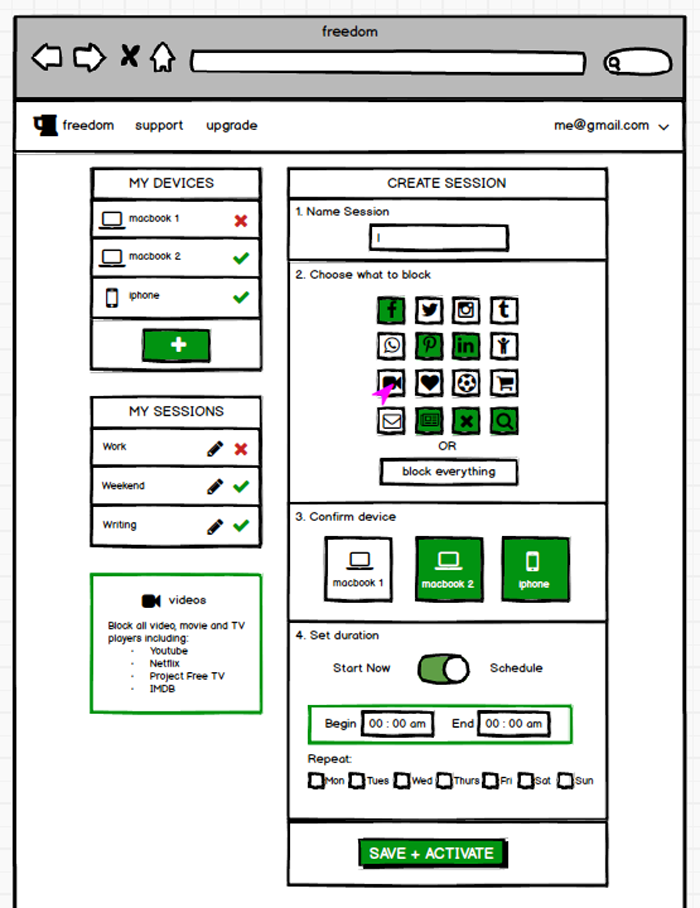 freedom
freedom support upgrade me@gmail.com
MY DEVICES
macbook 1
macbook 2
iphone
+
MY SESSIONS
Work
Weekend
Writing
videos
Block all video, movie and TV
players including:
· Youtube
· Netflix
· Project Free TV
· IMDB
CREATE SESSION
1. Name Session
2. Choose what to block
OR
block everything
3. Confirm device
macbook 1 macbook 2 iphone
4. Set duration
Start Now Schedule
Begin 00 : 00 am End 00 : 00 am
Repeat:
Mon Tues Wed Thurs Fri Sat Sun
SAVE + ACTIVATE